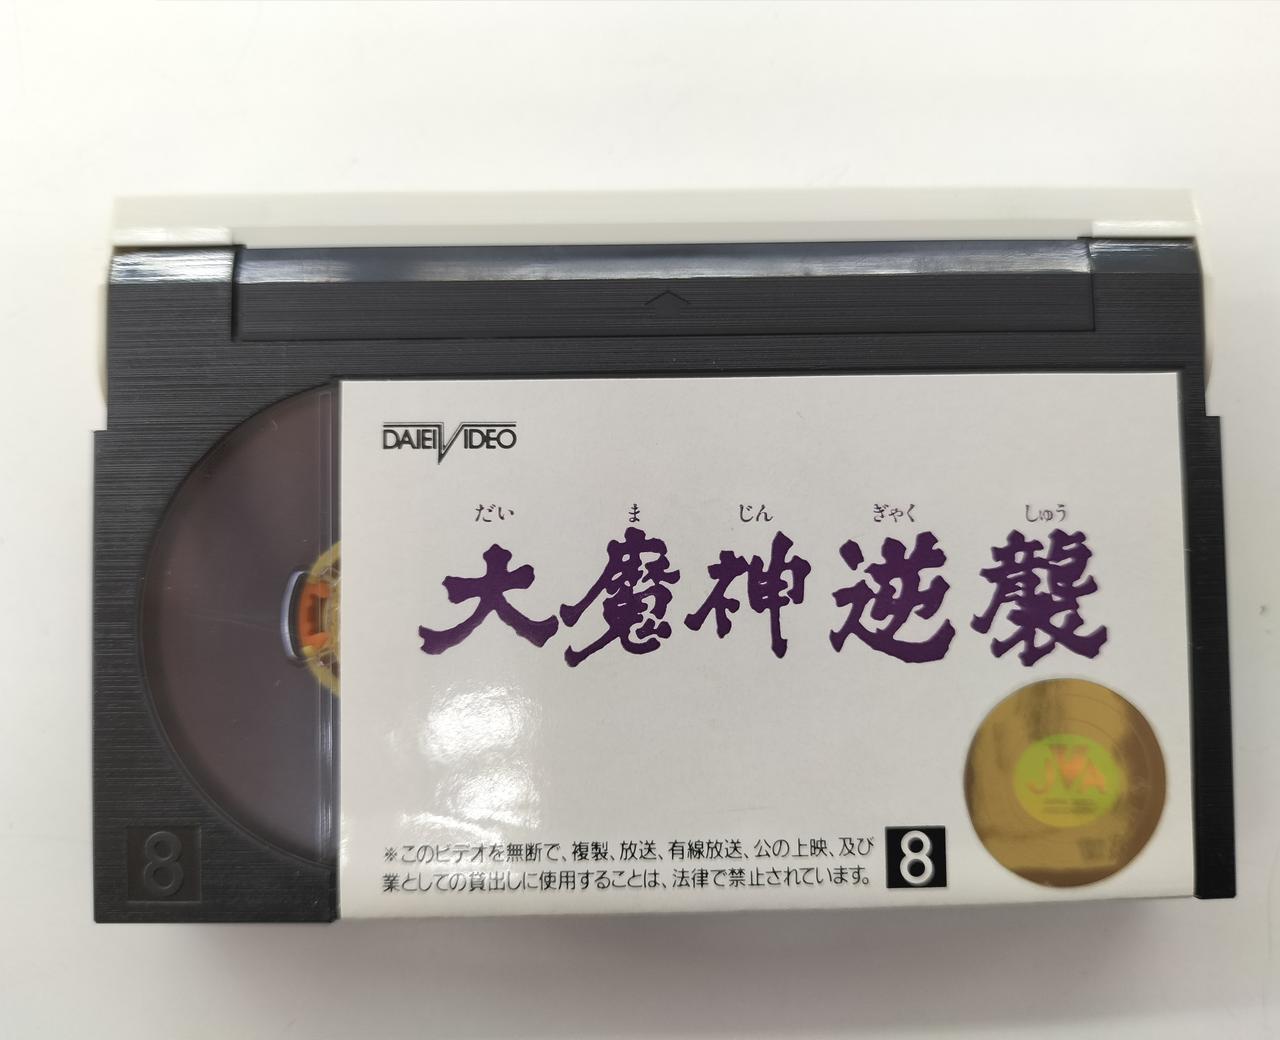 DAIEI VIDEO
だい ま じん ぎゃく しゅう
大魔神逆襲
JVA
※このビデオを無断で、複製、放送、有線放送、公の上映、及び
業としての貸出しに使用することは、法律で禁止されています。
8
8